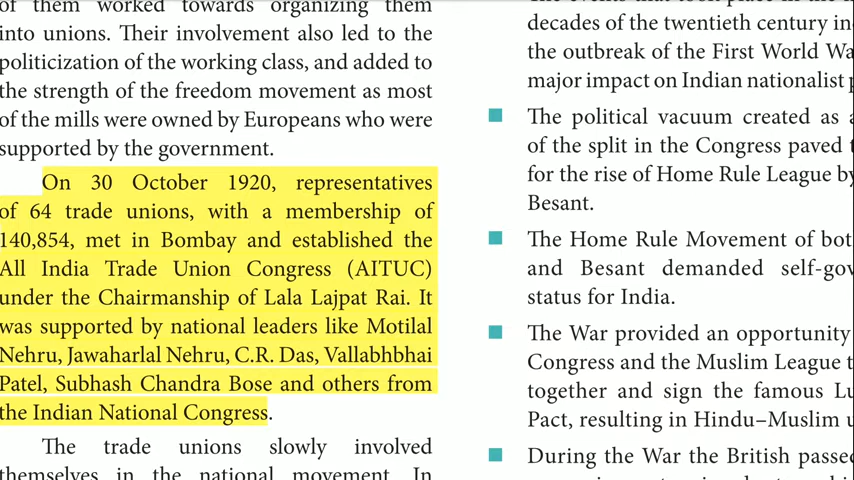 of them worked towards organizing them
into unions. Their involvement also led to the
politicization of the working class, and added to
the strength of the freedom movement as most
of the mills were owned by Europeans who were
supported by the government.
On 30 October 1920, representatives
of 64 trade unions, with a membership of
140,854, met in Bombay and established the
All India Trade Union Congress (AITUC)
under the Chairmanship of Lala Lajpat Rai. It
was supported by national leaders like Motilal
Nehru, Jawaharlal Nehru, C.R. Das, Vallabhbhai
Patel, Subhash Chandra Bose and others from
the Indian National Congress.
The trade unions slowly involved
themselves in the national movement. In
decades of the twentieth century
the outbreak of the First World
major impact on Indian nationalist
The political vacuum created as
of the split in the Congress paved
for the rise of Home Rule League by
Besant.
The Home Rule Movement of
and Besant demanded
status for India.
The War provided an opportunity
Congress and the Muslim League
together and sign the famous
Pact, resulting in Hindu–Muslim
During the War the British passed